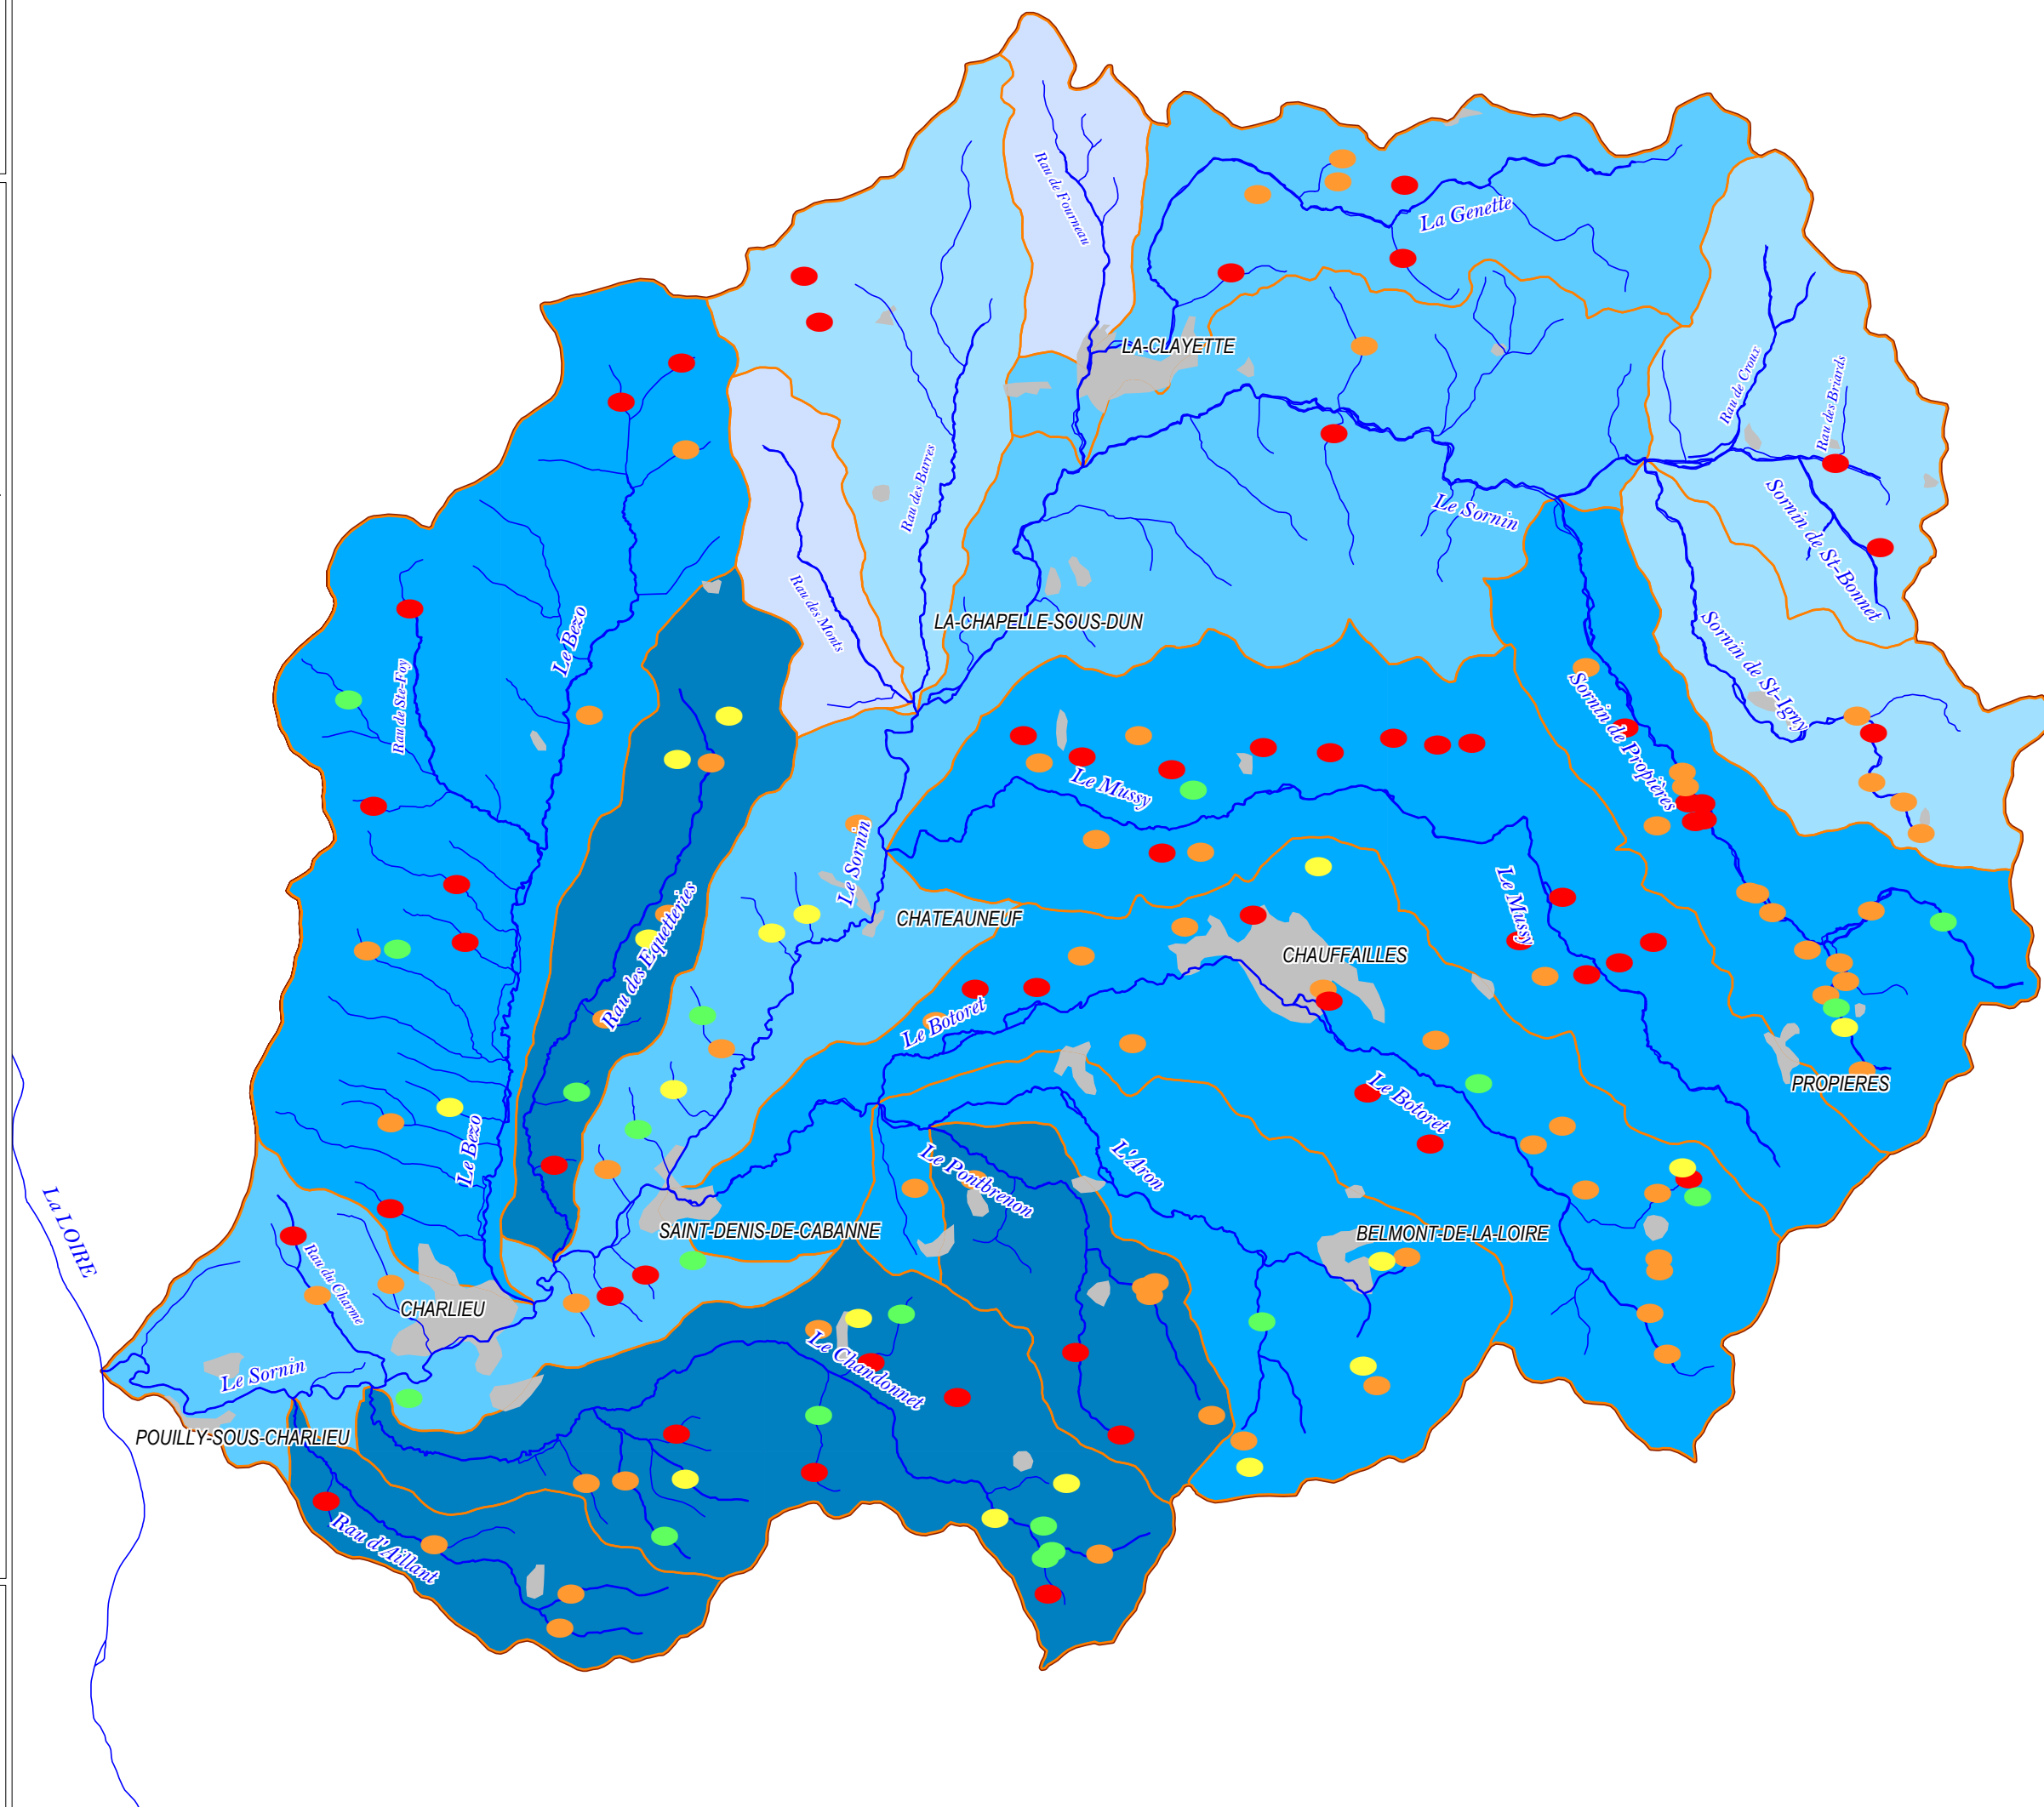 Rau de Fourneau
La Genette
LA-CLAYETTE
Rau de Croux
Rau des Briards
Rau des Barres
Le Sornin
Sornin de St-Bonnet
Rau des Monts
LA-CHAPELLE-SOUS-DUN
Le Bezo
Rau de Ste-Foy
Sornin de St-Igny
Sornin de Propières
Le Mussy
Le Sornin
CHATEAUNEUF
Le Mussy
CHAUFFAILLES
Rau des Equetteries
Le Botoret
PROPIERES
Le Botoret
Le Bezo
L'Aron
Le Pontbrenon
La LOIRE
SAINT-DENIS-DE-CABANNE
BELMONT-DE-LA-LOIRE
Rau du Charme
CHARLIEU
Le Chandonnet
Le Sornin
POUILLY-SOUS-CHARLIEU
Rau d'Aillant